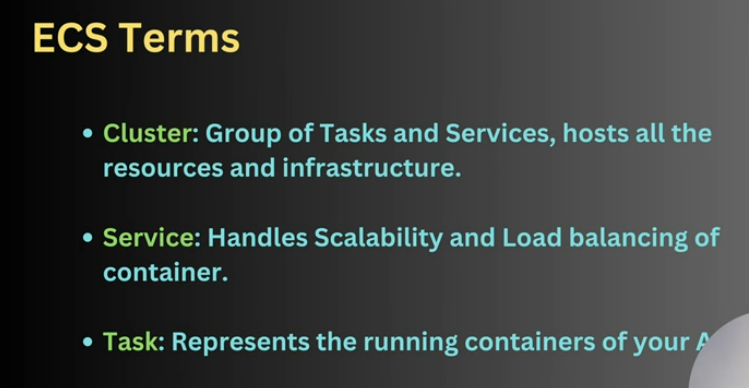 ECS Terms
• Cluster: Group of Tasks and Services, hosts all the
resources and infrastructure.
• Service: Handles Scalability and Load balancing of
container.
• Task: Represents the running containers of your